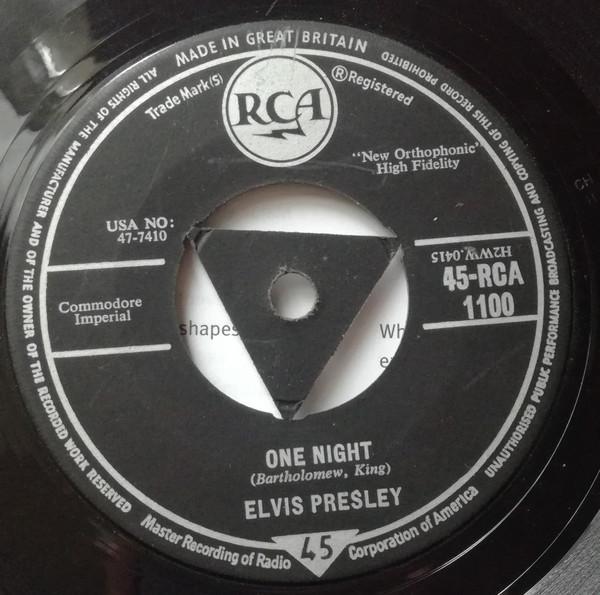 MADE IN GREAT BRITAIN
ALL RIGHTS OF THE MANUFACTURER AND OF THE OWNER OF THE RECORDED WORK RESERVED
UNAUTHORISED PUBLIC PERFORMANCE BROADCASTING AND COPYING OF THIS RECORD PROHIBITED
Trade Mark(S)
RCA
®Registered
"New Orthophonic"
High Fidelity
USA NO:
47-7410
H2WW.0415
45-RCA
1100
Commodore
Imperial
shapes
Wh
e
ONE NIGHT
(Bartholomew, King)
ELVIS PRESLEY
Master Recording of Radio Corporation of America
45